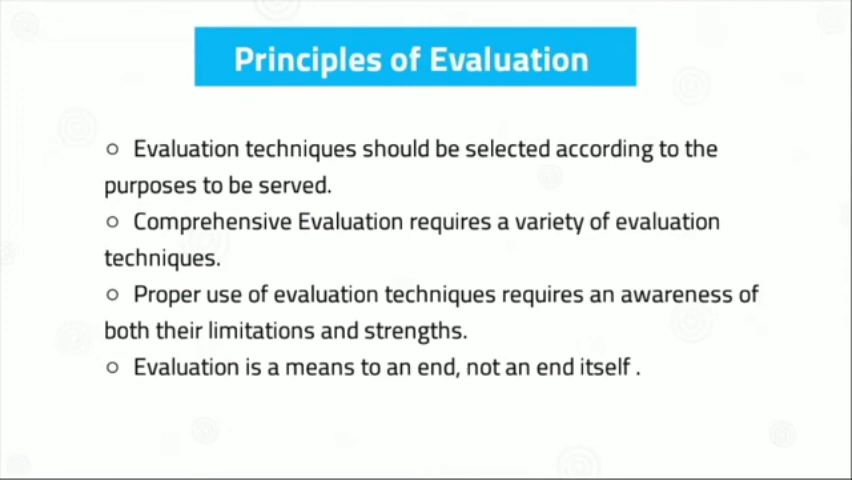 Principles of Evaluation
○ Evaluation techniques should be selected according to the
purposes to be served.
○ Comprehensive Evaluation requires a variety of evaluation
techniques.
○ Proper use of evaluation techniques requires an awareness of
both their limitations and strengths.
○ Evaluation is a means to an end, not an end itself .